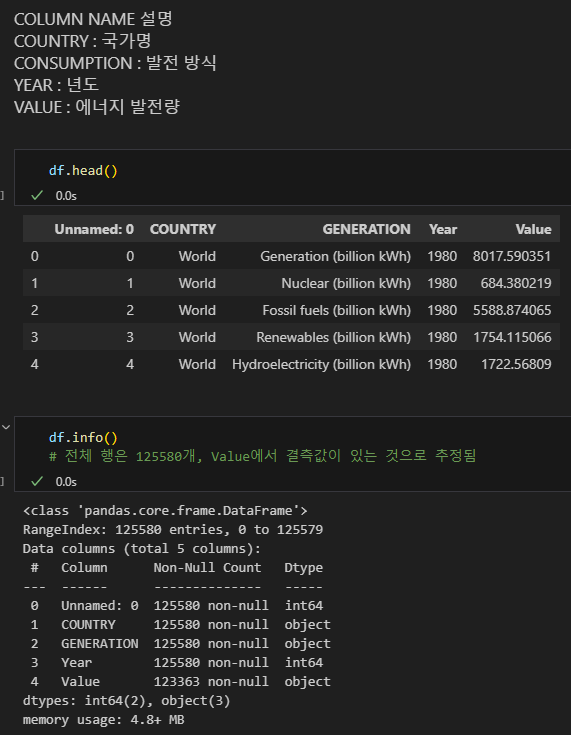 COLUMN NAME 설명
COUNTRY : 국가명
CONSUMPTION : 발전 방식
YEAR : 년도
VALUE : 에너지 발전량
df.head()
] ✓ 0.0s
Unnamed: 0 COUNTRY GENERATION Year Value
0 0 World Generation (billion kWh) 1980 8017.590351
1 1 World Nuclear (billion kWh) 1980 684.380219
2 2 World Fossil fuels (billion kWh) 1980 5588.874065
3 3 World Renewables (billion kWh) 1980 1754.115066
4 4 World Hydroelectricity (billion kWh) 1980 1722.56809
df.info()
# 전체 행은 125580개, Value에서 결측값이 있는 것으로 추정됨
] ✓ 0.0s
<class 'pandas.core.frame.DataFrame'>
RangeIndex: 125580 entries, 0 to 125579
Data columns (total 5 columns):
# Column Non-Null Count Dtype
--- ------ -------------- -----
0 Unnamed: 0 125580 non-null int64
1 COUNTRY 125580 non-null object
2 GENERATION 125580 non-null object
3 Year 125580 non-null int64
4 Value 123363 non-null object
dtypes: int64(2), object(3)
memory usage: 4.8+ MB